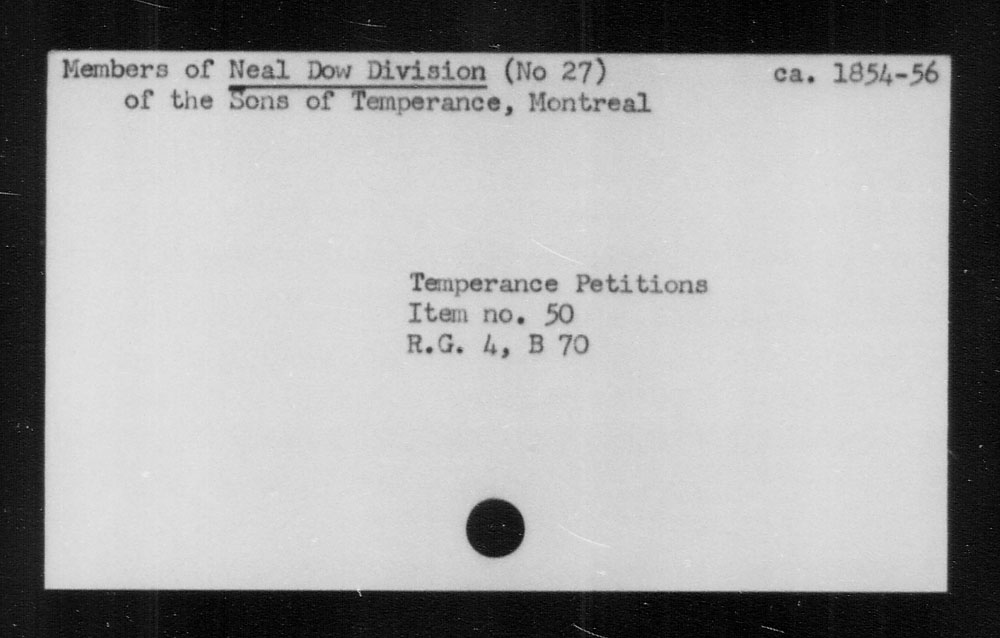 Members of Neal Dow Division (No 27) ca. 1854-56
of the Sons of Temperance, Montreal
Temperance Petitions
Item no. 50
R.G. 4, B 70